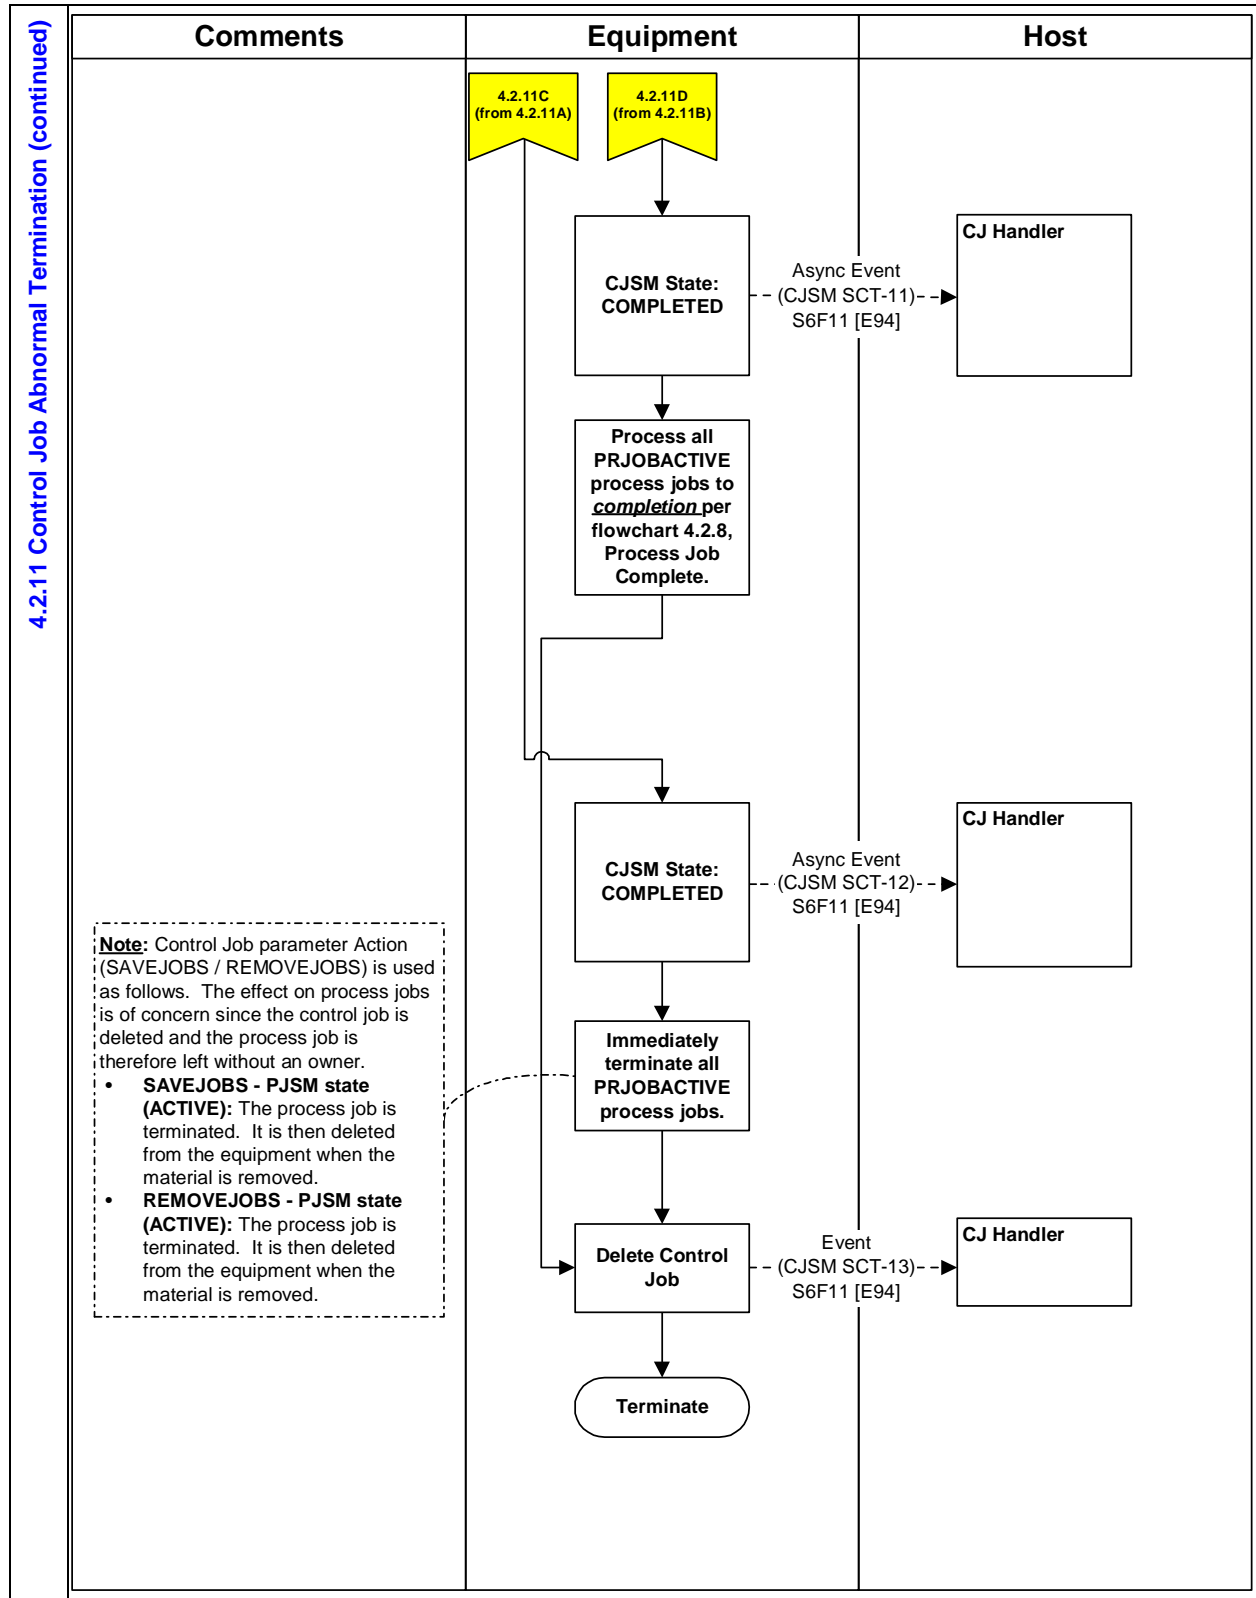 4.2.11 Control Job Abnormal Termination (continued)
Comments
Equipment
Host
4.2.11C
(from 4.2.11A)
4.2.11D
(from 4.2.11B)
CJSM State:
COMPLETED
Async Event
(CJSM SCT-11)
S6F11 [E94]
CJ Handler
Process all
PRJOBACTIVE
process jobs to
completion per
flowchart 4.2.8,
Process Job
Complete.
CJSM State:
COMPLETED
Async Event
(CJSM SCT-12)
S6F11 [E94]
CJ Handler
Note: Control Job parameter Action
(SAVEJOBS / REMOVEJOBS) is used
as follows. The effect on process jobs
is of concern since the control job is
deleted and the process job is
therefore left without an owner.
• SAVEJOBS - PJSM state
(ACTIVE): The process job is
terminated. It is then deleted
from the equipment when the
material is removed.
• REMOVEJOBS - PJSM state
(ACTIVE): The process job is
terminated. It is then deleted
from the equipment when the
material is removed.
Immediately
terminate all
PRJOBACTIVE
process jobs.
Delete Control
Job
Event
(CJSM SCT-13)
S6F11 [E94]
CJ Handler
Terminate